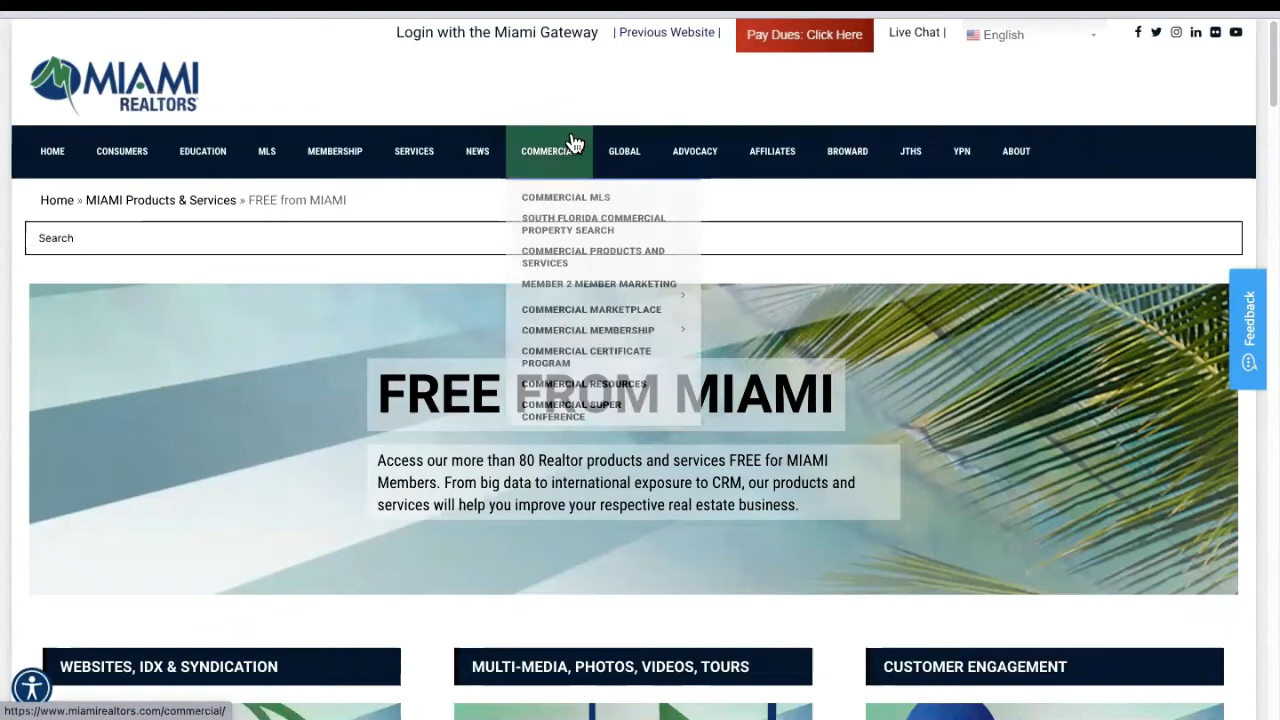 Login with the Miami Gateway | Previous Website | Pay Dues: Click Here Live Chat | English
MIAMI
REALTORS
HOME CONSUMERS EDUCATION MLS MEMBERSHIP SERVICES NEWS COMMERCIAL GLOBAL ADVOCACY AFFILIATES BROWARD JTHS YPN ABOUT
Home » MIAMI Products & Services » FREE from MIAMI
Search
COMMERCIAL MLS
SOUTH FLORIDA COMMERCIAL
PROPERTY SEARCH
COMMERCIAL PRODUCTS AND
SERVICES
MEMBER 2 MEMBER MARKETING
COMMERCIAL MARKETPLACE
COMMERCIAL MEMBERSHIP
COMMERCIAL CERTIFICATE
PROGRAM
COMMERCIAL RESOURCES
COMMERCIAL SUPER
CONFERENCE
Feedback
FREE FROM MIAMI
Access our more than 80 Realtor products and services FREE for MIAMI
Members. From big data to international exposure to CRM, our products and
services will help you improve your respective real estate business.
WEBSITES, IDX & SYNDICATION MULTI-MEDIA, PHOTOS, VIDEOS, TOURS CUSTOMER ENGAGEMENT
https://www.miamirealtors.com/commercial/